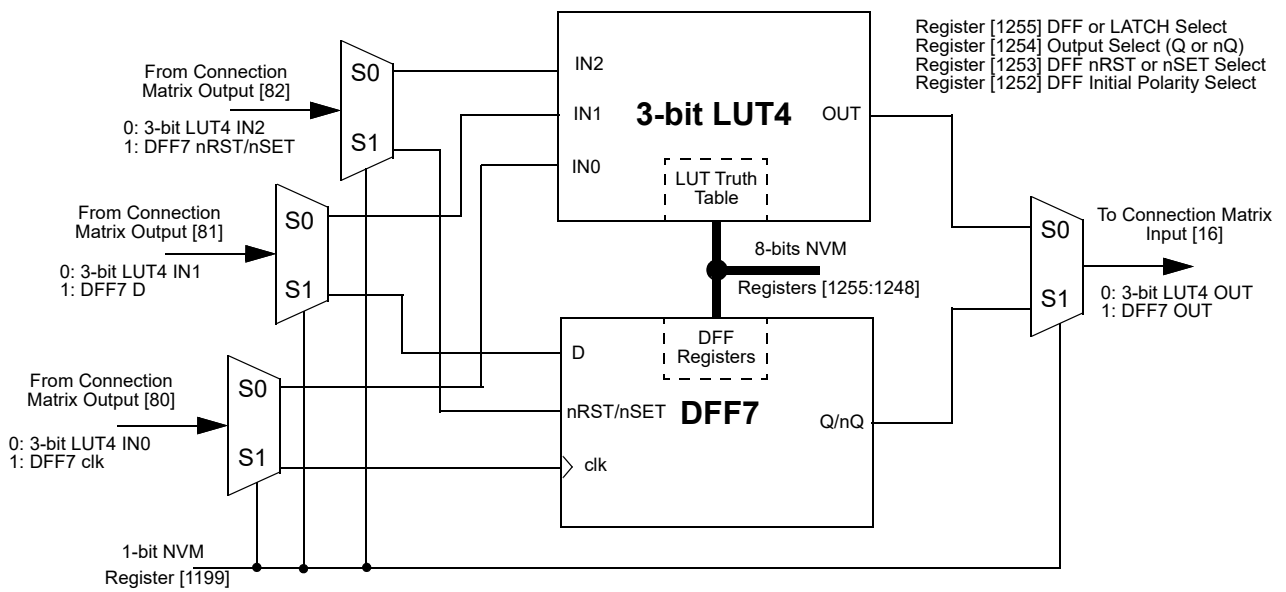 Register [1255] DFF or LATCH Select
Register [1254] Output Select (Q or nQ)
Register [1253] DFF nRST or nSET Select
Register [1252] DFF Initial Polarity Select
From Connection
Matrix Output [82]
0: 3-bit LUT4 IN2
1: DFF7 nRST/nSET
S0
S1
IN2
IN1
IN0
3-bit LUT4
OUT
LUT Truth
Table
From Connection
Matrix Output [81]
0: 3-bit LUT4 IN1
1: DFF7 D
S0
S1
8-bits NVM
Registers [1255:1248]
S0
S1
To Connection Matrix
Input [16]
0: 3-bit LUT4 OUT
1: DFF7 OUT
From Connection
Matrix Output [80]
0: 3-bit LUT4 IN0
1: DFF7 clk
S0
S1
D
nRST/nSET
clk
DFF
Registers
DFF7
Q/nQ
1-bit NVM
Register [1199]